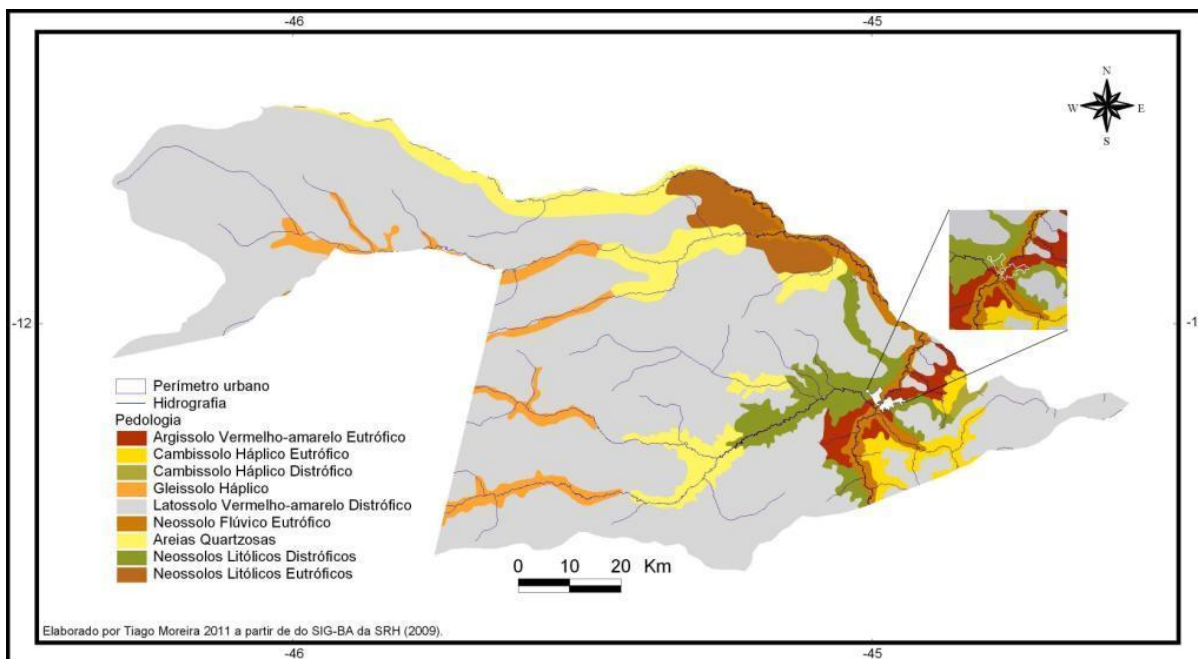 -46
-45
N
W E
S
-12
-1
Perímetro urbano
Hidrografia
Pedologia
Argissolo Vermelho-amarelo Eutrófico
Cambissolo Háplico Eutrófico
Cambissolo Háplico Distrófico
Gleissolo Háplico
Latossolo Vermelho-amarelo Distrófico
Neossolo Flúvico Eutrófico
Areias Quartzosas
Neossolos Litólicos Distróficos
Neossolos Litólicos Eutróficos
0 10 20 Km
Elaborado por Tiago Moreira 2011 a partir de do SIG-BA da SRH (2009).
-46
-45